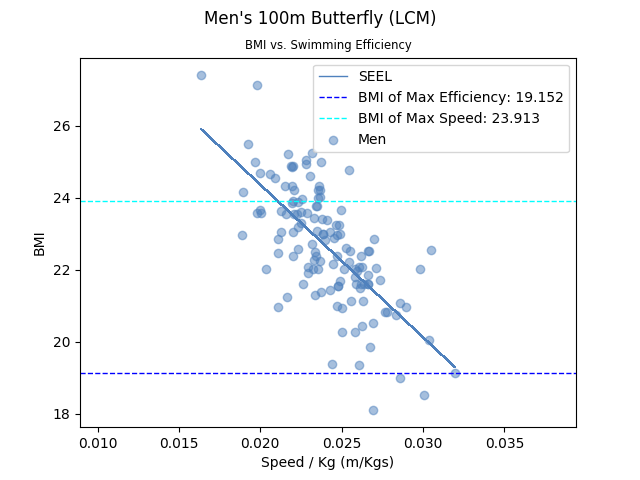 Men's 100m Butterfly (LCM)
BMI vs. Swimming Efficiency
SEEL
BMI of Max Efficiency: 19.152
BMI of Max Speed: 23.913
Men
26
24
22
20
18
BMI
0.010 0.015 0.020 0.025 0.030 0.035
Speed / Kg (m/Kgs)